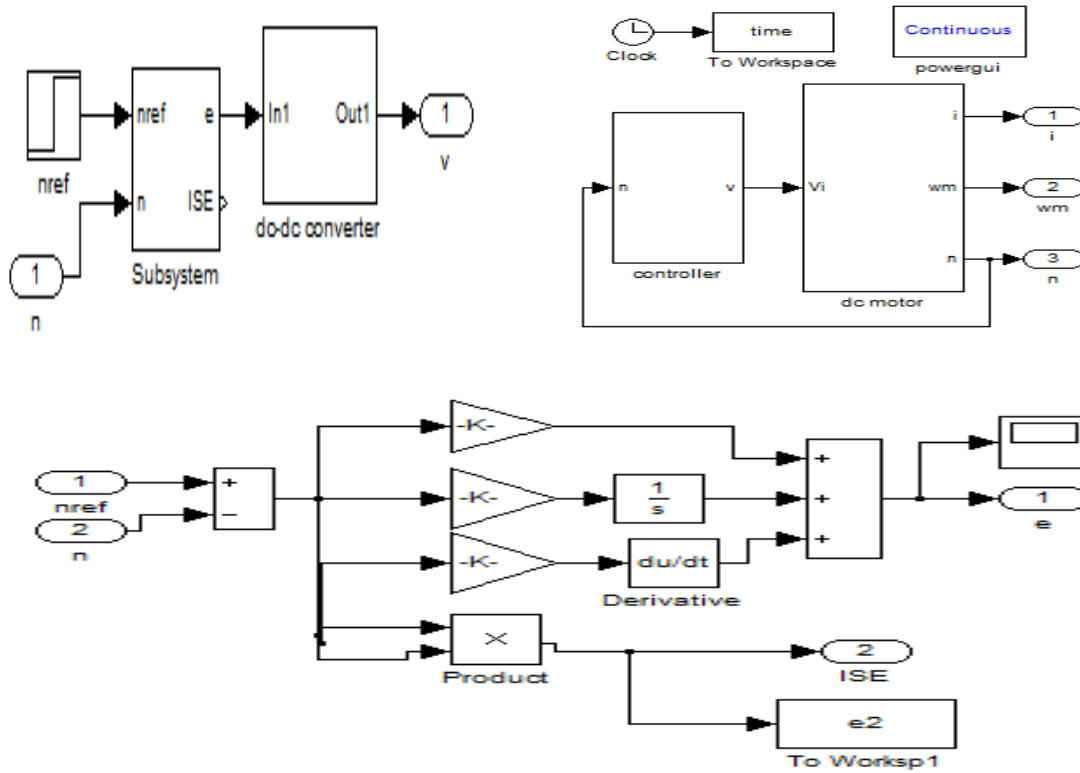 nref
e
n
ISE
In1
Out1
1
v
nref
dc-dc converter
Subsystem
1
n
Clock
time
To Workspace
Continuous
powergui
n
v
controller
Vi
i
wm
n
dc motor
1
i
2
wm
3
n
1
nref
2
n
+
−
-K-
-K-
-K-
1
s
du/dt
Derivative
×
Product
+
+
+
1
e
2
ISE
e2
To Worksp1